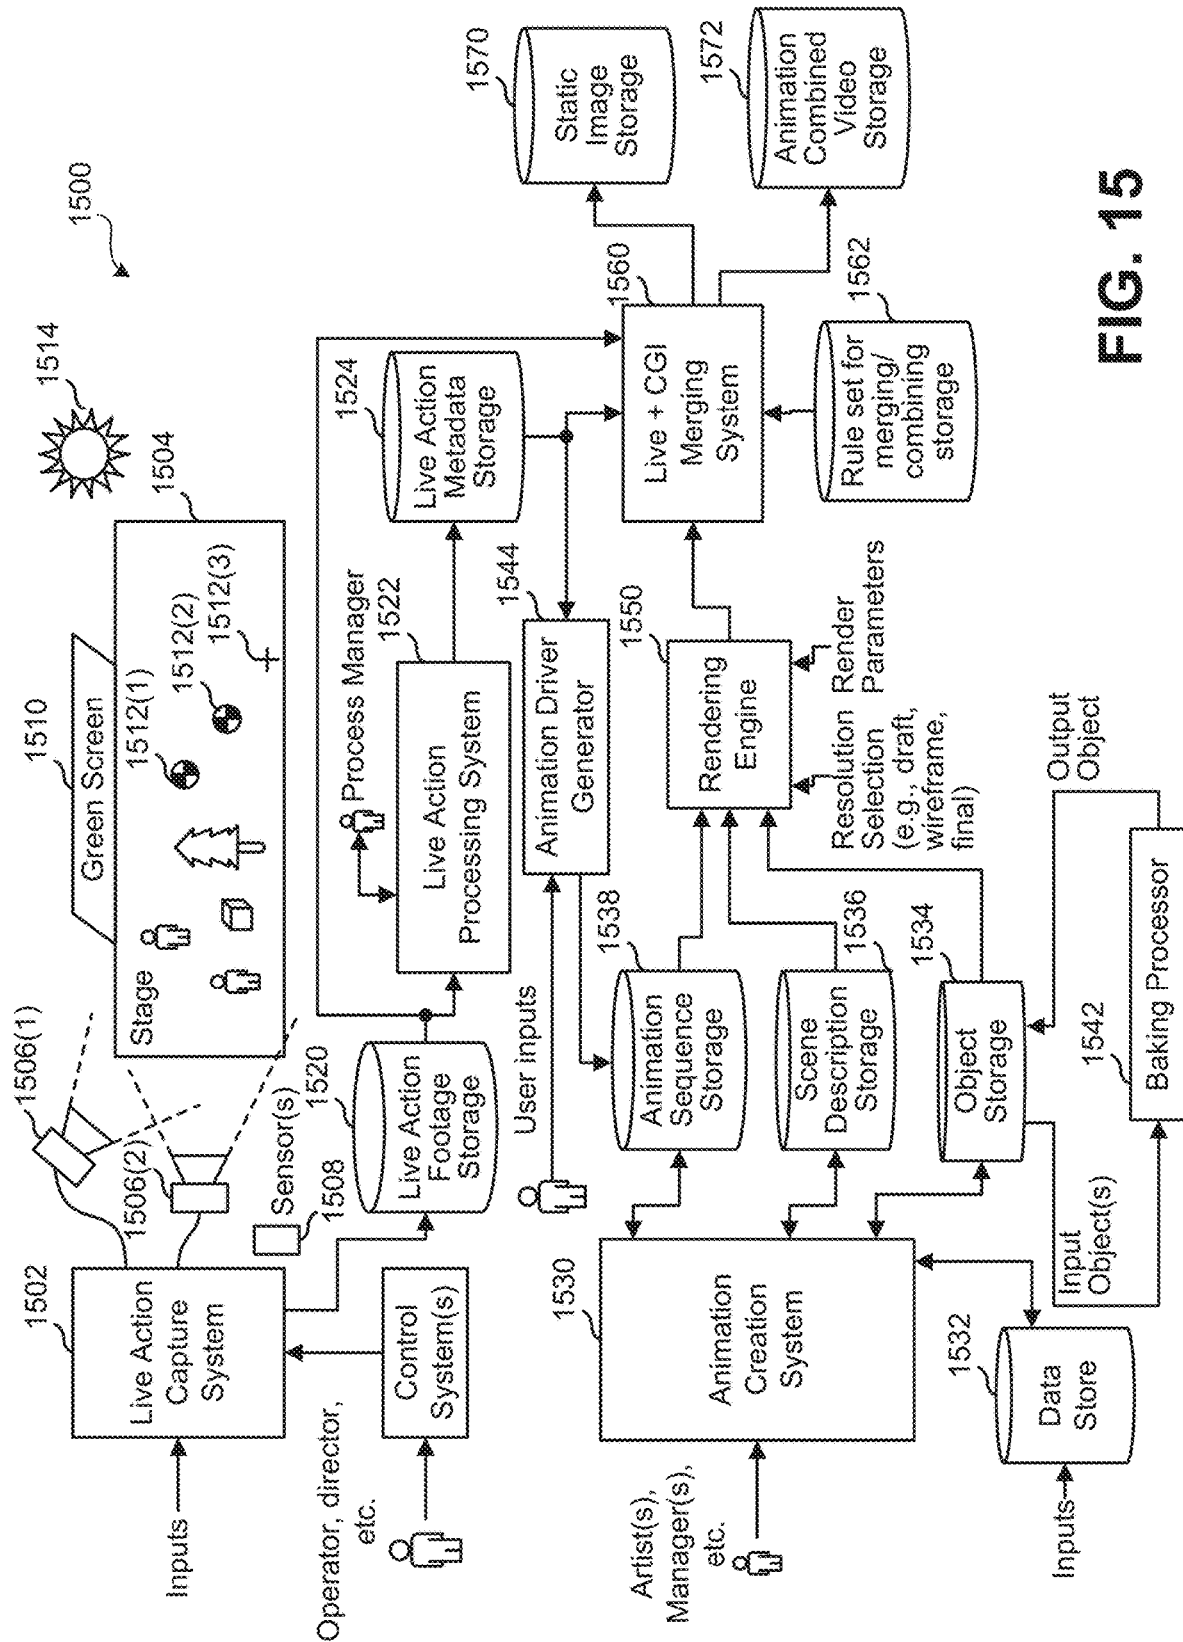 1500
1514
1504
1510
Green Screen
1512(1)
1512(2)
1512(3)
Stage
1506(1)
1506(2)
Sensor(s)
1508
1502
Live Action
Capture
System
Inputs
Operator, director,
etc.
Control
System(s)
1520
Live Action
Footage
Storage
Process Manager
1522
Live Action
Processing System
1524
Live Action
Metadata
Storage
User inputs
1544
Animation Driver
Generator
1538
Animation
Sequence
Storage
1536
Scene
Description
Storage
1534
Object
Storage
1530
Animation
Creation
System
Artist(s),
Manager(s),
etc.
1532
Data
Store
Inputs
Input
Object(s)
1542
Baking Processor
Output
Object
1550
Rendering
Engine
Resolution
Selection
(e.g., draft,
wireframe,
final)
Render
Parameters
1560
Live + CGI
Merging
System
1562
Rule set for
merging/
combining
storage
1570
Static
Image
Storage
1572
Animation
Combined
Video
Storage
FIG. 15